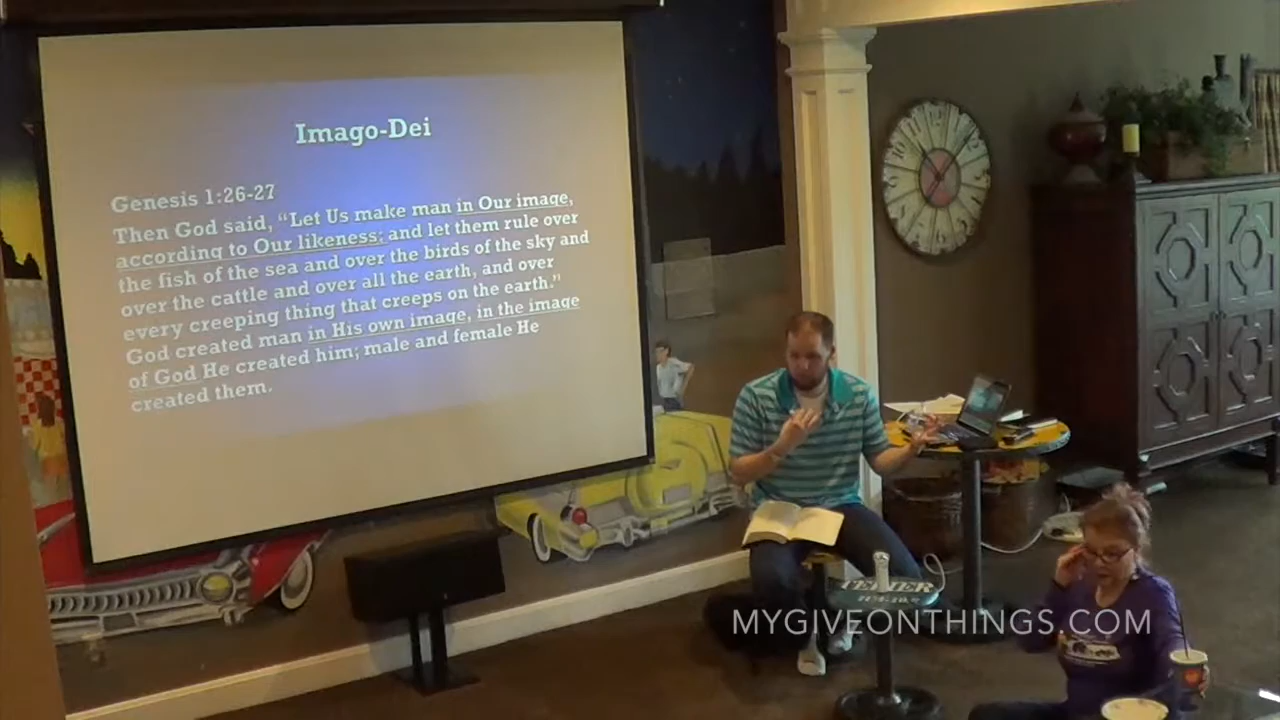 Imago-Dei
Genesis 1:26-27
Then God said, “Let Us make man in Our image,
according to Our likeness; and let them rule over
the fish of the sea and over the birds of the sky and
over the cattle and over all the earth, and over
every creeping thing that creeps on the earth.”
God created man in His own image, in the image
of God He created him; male and female He
created them.
MYGIVEONTHINGS.COM